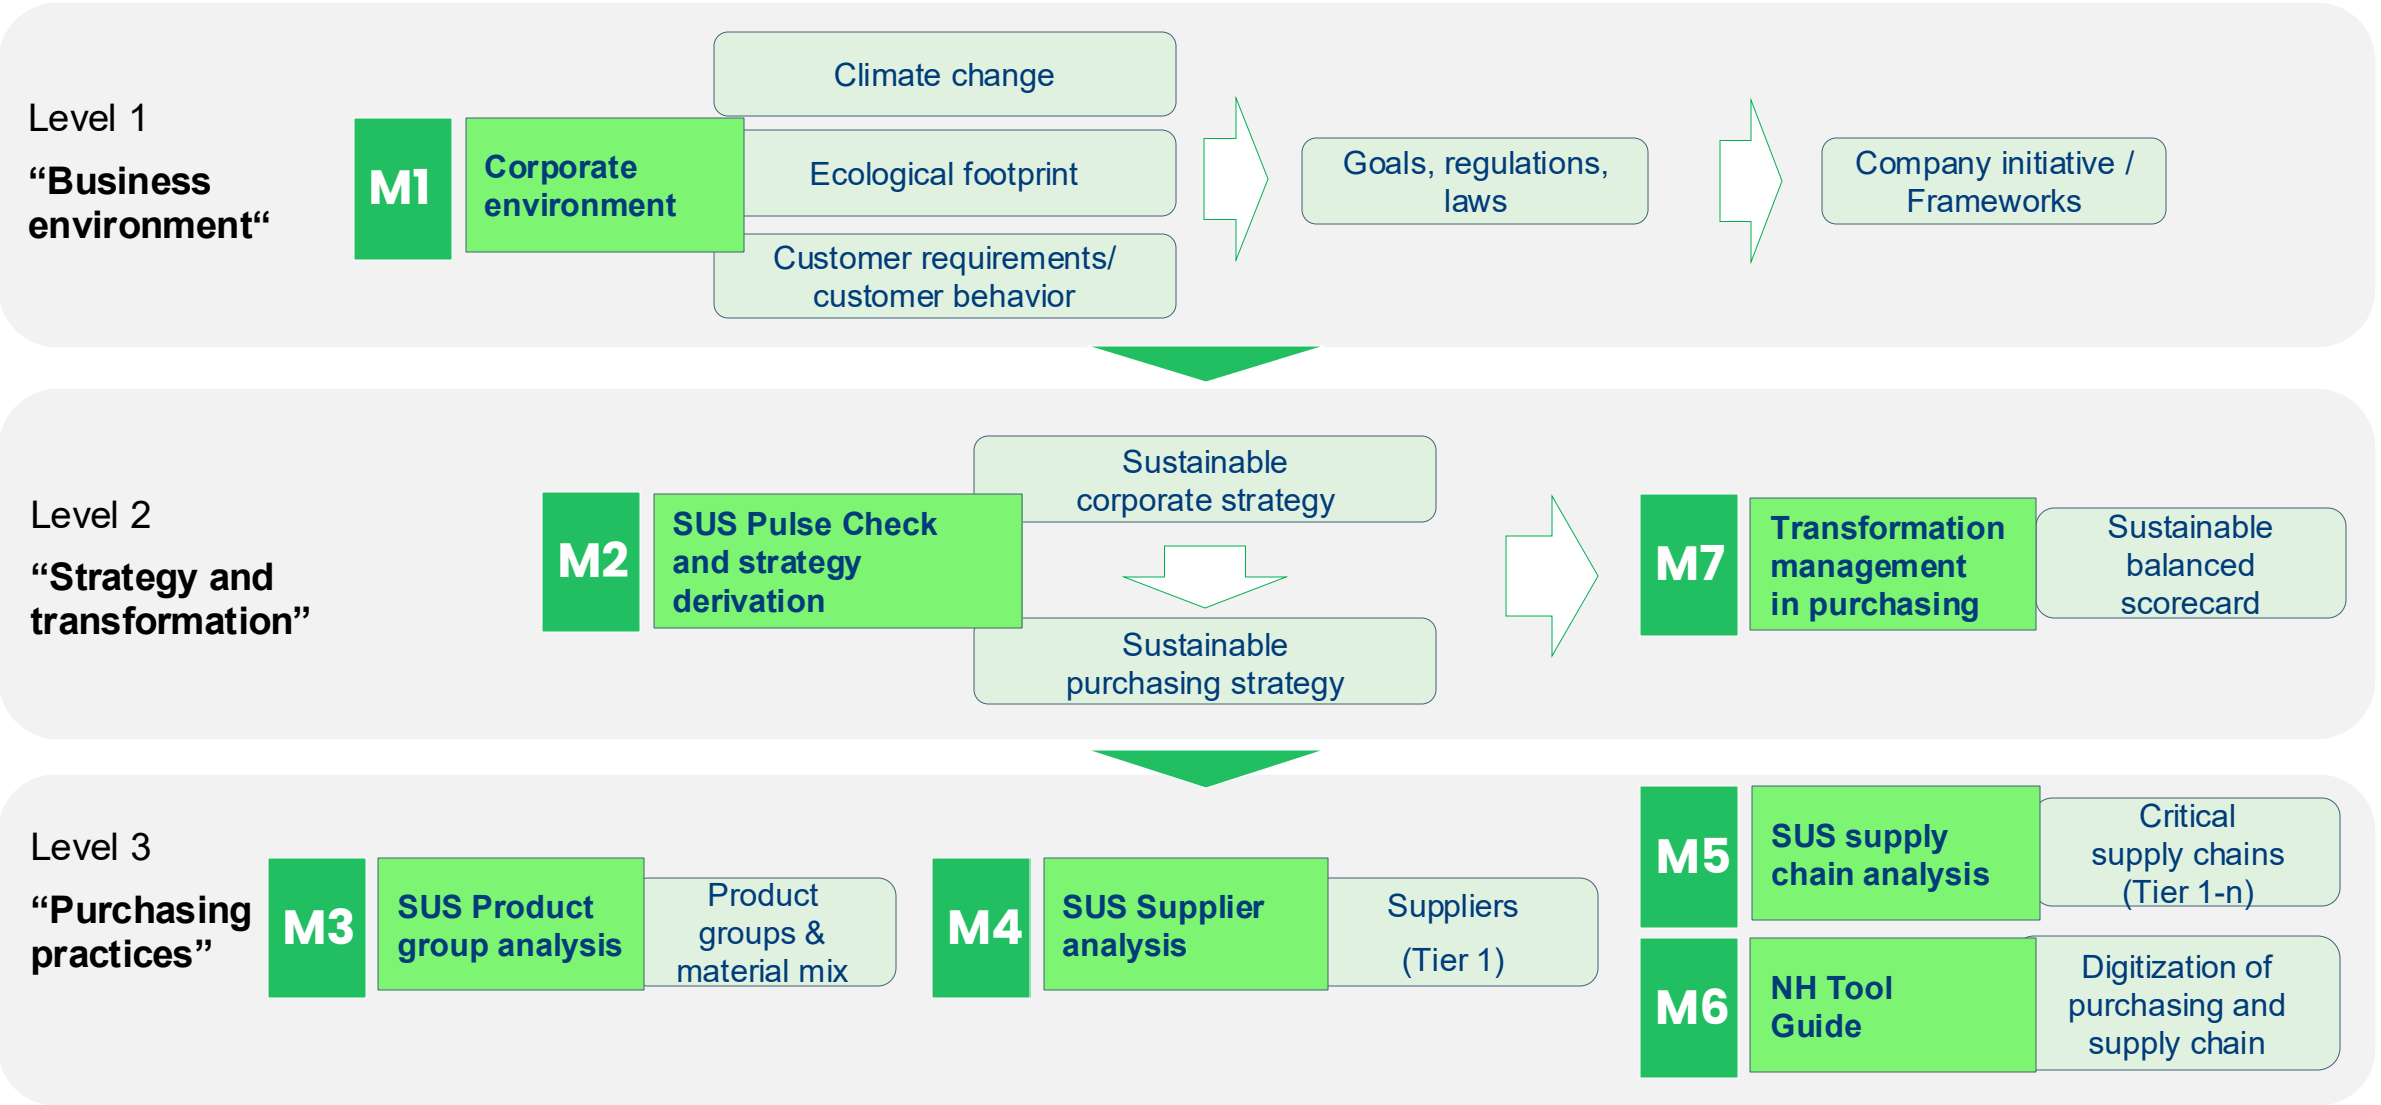 Level 1
“Business
environment“
M1
Corporate
environment
Climate change
Ecological footprint
Customer requirements/
customer behavior
Goals, regulations,
laws
Company initiative /
Frameworks
Level 2
“Strategy and
transformation”
M2
SUS Pulse Check
and strategy
derivation
Sustainable
corporate strategy
Sustainable
purchasing strategy
M7
Transformation
management
in purchasing
Sustainable
balanced
scorecard
Level 3
“Purchasing
practices”
M3
SUS Product
group analysis
Product
groups &
material mix
M4
SUS Supplier
analysis
Suppliers
(Tier 1)
M5
SUS supply
chain analysis
Critical
supply chains
(Tier 1-n)
M6
NH Tool
Guide
Digitization of
purchasing and
supply chain